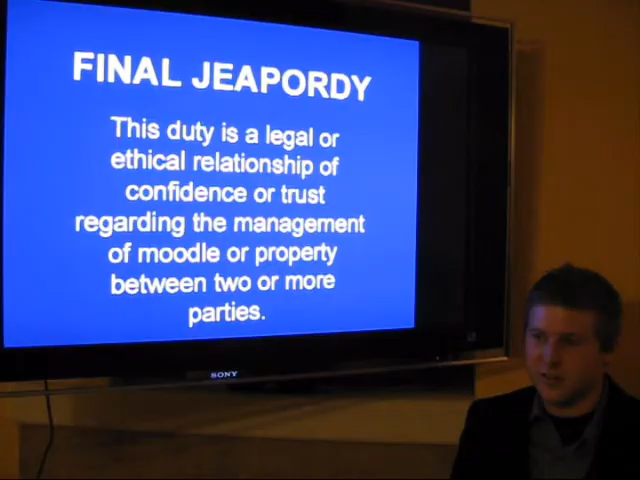 FINAL JEAPORDY
This duty is a legal or
ethical relationship of
confidence or trust
regarding the management
of moodle or property
between two or more
parties.
SONY